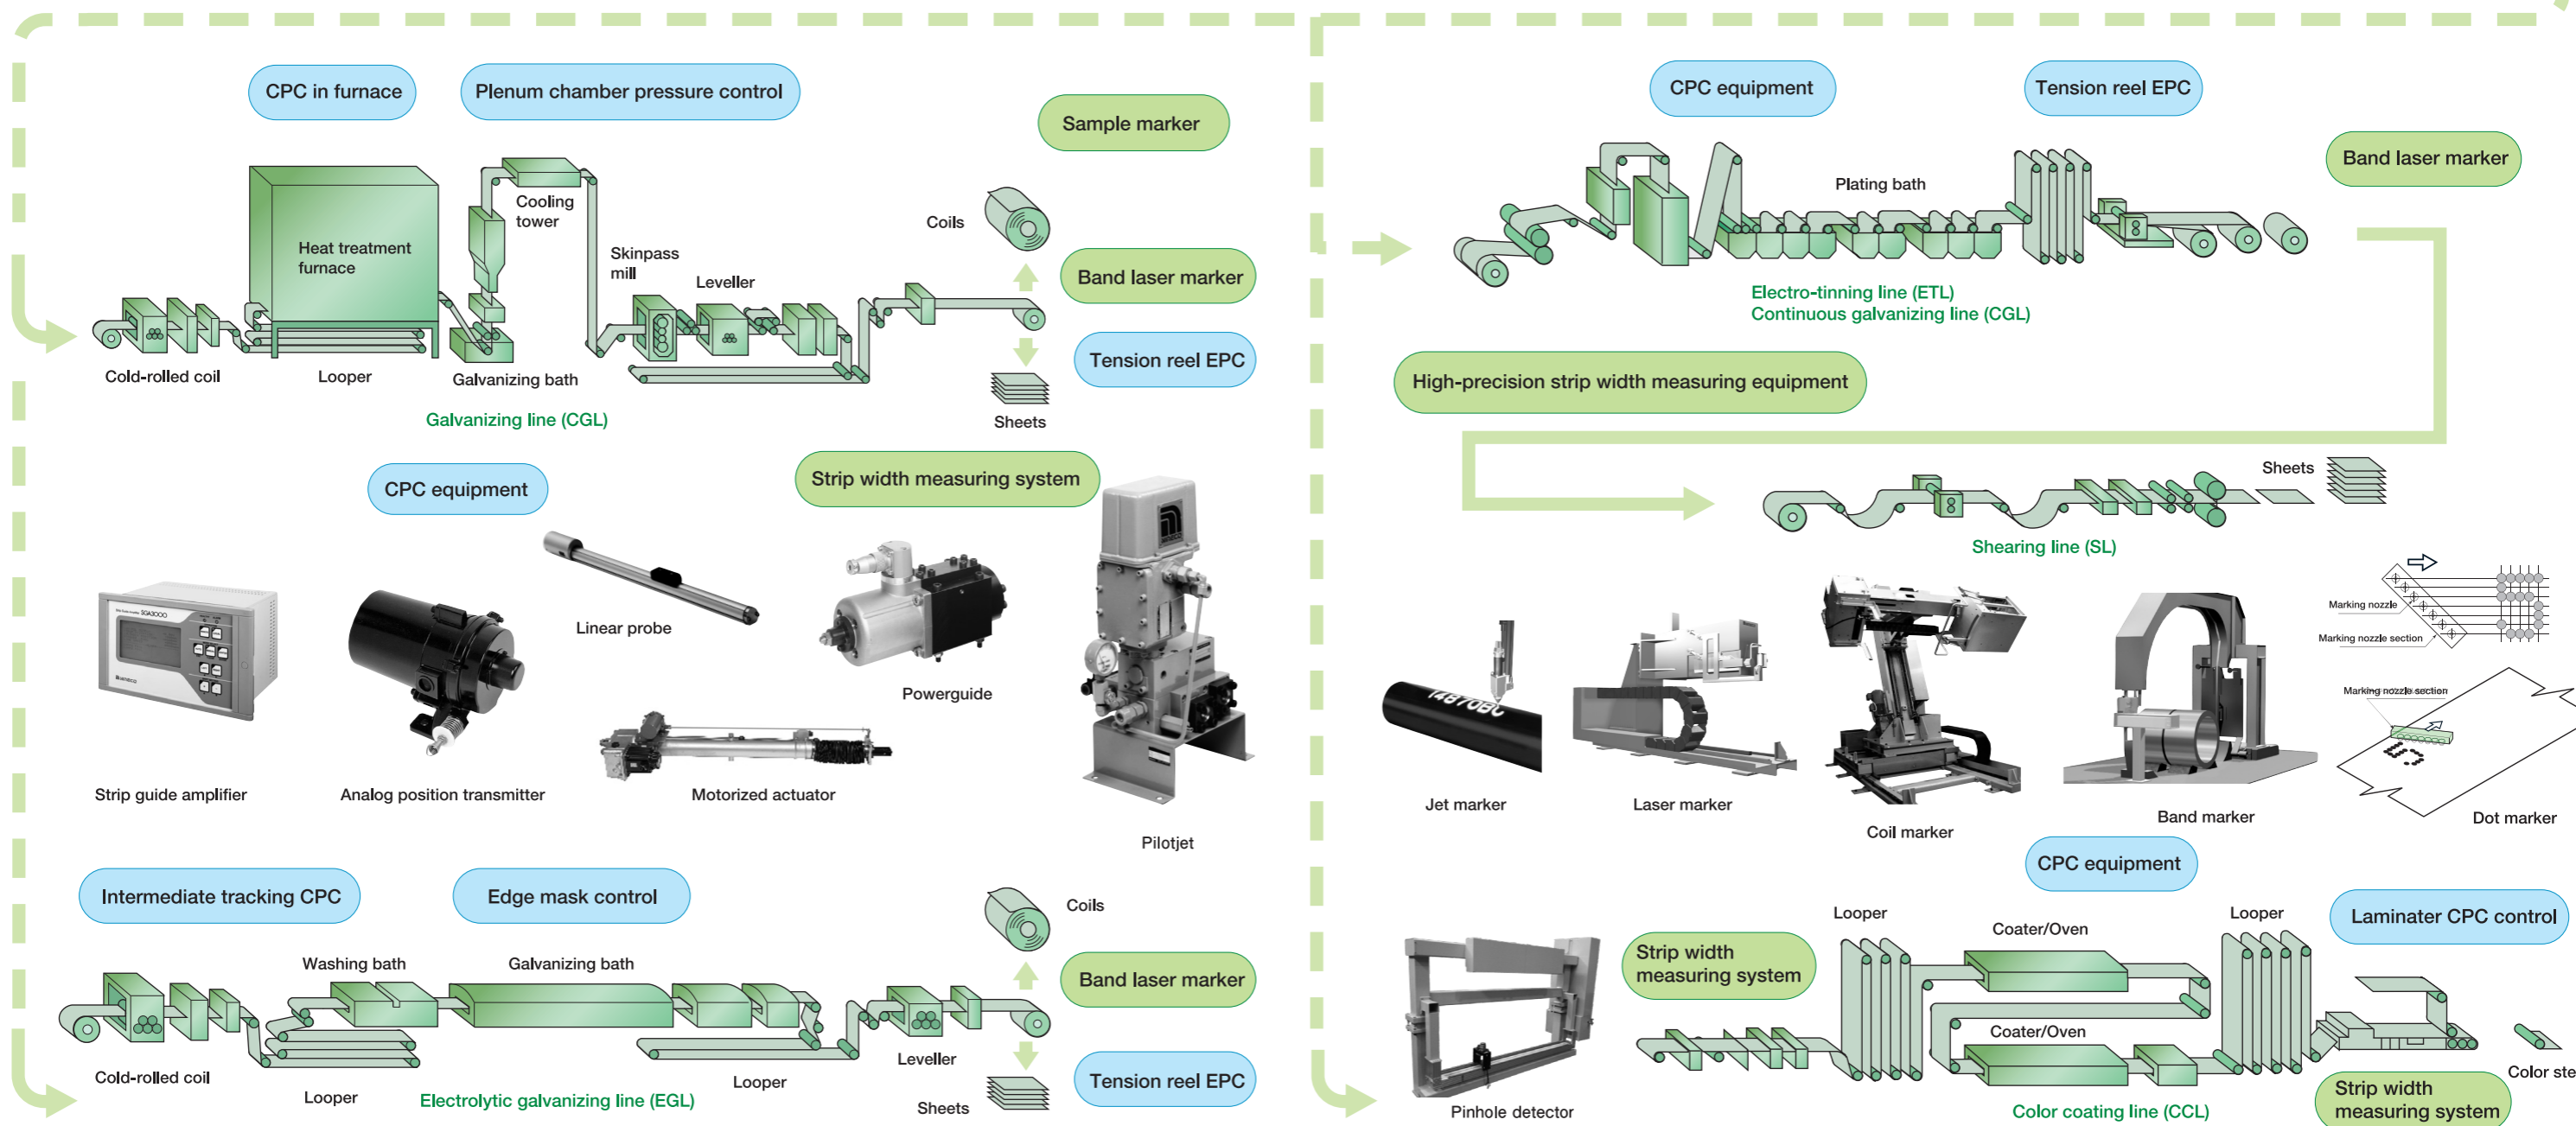 CPC in furnace
Plenum chamber pressure control
Sample marker
Cooling
tower
Coils
Heat treatment
furnace
Skinpass
mill
Leveller
Band laser marker
Tension reel EPC
Cold-rolled coil
Looper
Galvanizing bath
Sheets
Galvanizing line (CGL)
CPC equipment
Strip width measuring system
SGA3000
Linear probe
Powerguide
Strip guide amplifier
Analog position transmitter
Motorized actuator
Pilotjet
Intermediate tracking CPC
Edge mask control
Coils
Washing bath
Galvanizing bath
Band laser marker
Leveller
Cold-rolled coil
Looper
Looper
Tension reel EPC
Electrolytic galvanizing line (EGL)
Sheets
CPC equipment
Tension reel EPC
Band laser marker
Plating bath
Electro-tinning line (ETL)
Continuous galvanizing line (CGL)
High-precision strip width measuring equipment
Sheets
Shearing line (SL)
Marking nozzle
Marking nozzle section
Marking nozzle section
14870BC
Jet marker
Laser marker
Coil marker
Band marker
Dot marker
CPC equipment
Looper
Looper
Laminater CPC control
Coater/Oven
Strip width
measuring system
Coater/Oven
Color ste
Pinhole detector
Color coating line (CCL)
Strip width
measuring system